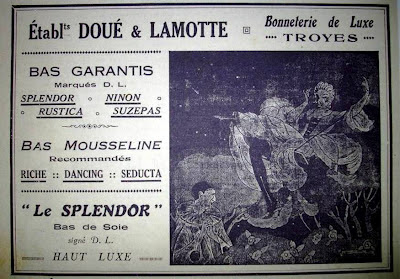 Établts DOUÉ & LAMOTTE
Bonneterie de Luxe
TROYES
BAS GARANTIS
Marqués D. L.
SPLENDOR NINON
RUSTICA SUZEPAS
BAS MOUSSELINE
Recommandés
RICHE :: DANCING :: SEDUCTA
"Le SPLENDOR"
Bas de Soie
signé D. L.
HAUT LUXE